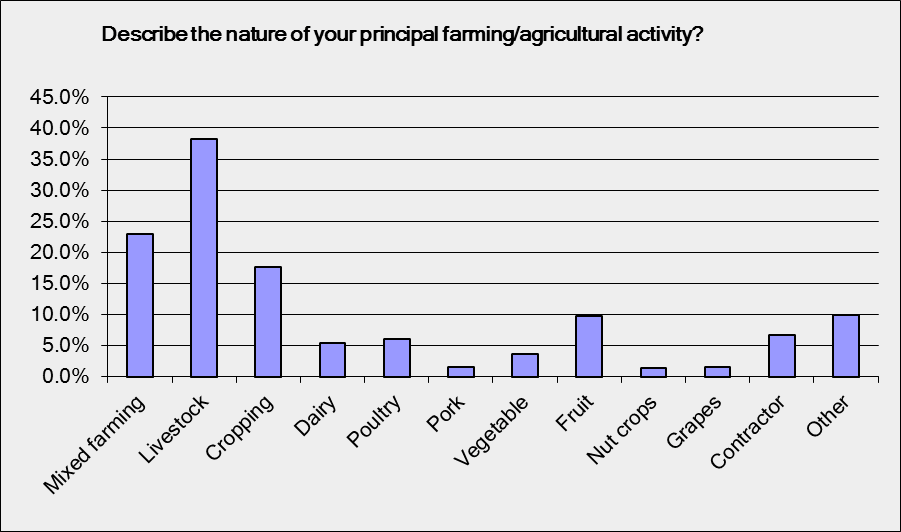 Describe the nature of your principal farming/agricultural activity?
45.0%
40.0%
35.0%
30.0%
25.0%
20.0%
15.0%
10.0%
5.0%
0.0%
Mixed farming
Livestock
Cropping
Dairy
Poultry
Pork
Vegetable
Fruit
Nut crops
Grapes
Contractor
Other